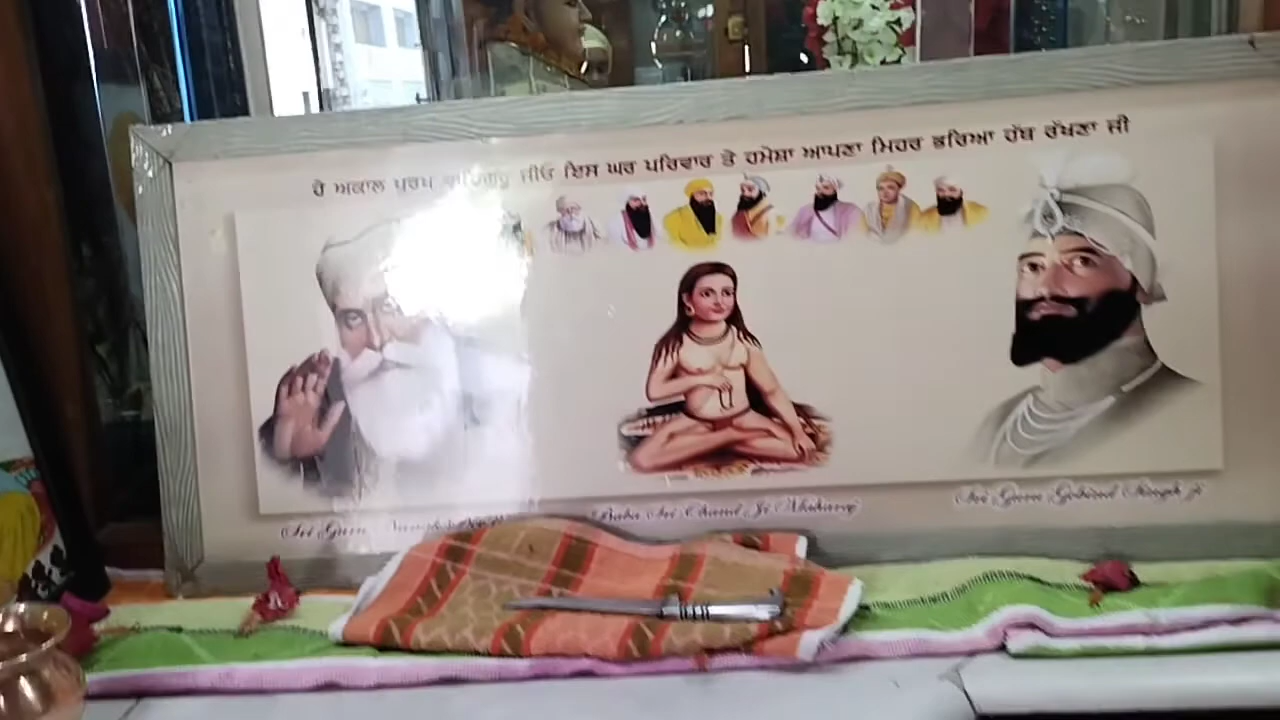 ਹੇ ਅਕਾਲ ਪੁਰਖ ਵਾਹਿਗੁਰੂ ਜੀਓ ਇਸ ਘਰ ਪਰਿਵਾਰ ਤੇ ਹਮੇਸ਼ਾ ਆਪਣਾ ਮਿਹਰ ਭਰਿਆ ਹੱਥ ਰੱਖਣਾ ਜੀ
Sri Guru Nanak
Baba Sri Chand Ji Maharaj
Sri Guru Gobind Singh ji